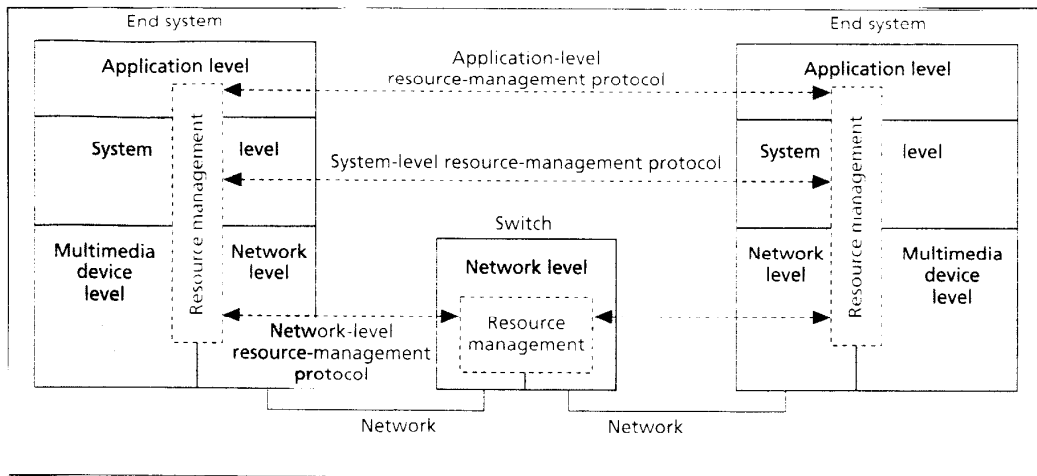 End system
End system
Application level
Application-level
resource-management protocol
Application level
Resource management
System level
System-level resource-management protocol
System level
Resource management
Switch
Multimedia
device
level
Network
level
Network level
Resource
management
Network
level
Multimedia
device
level
Network-level
resource-management
protocol
Network
Network